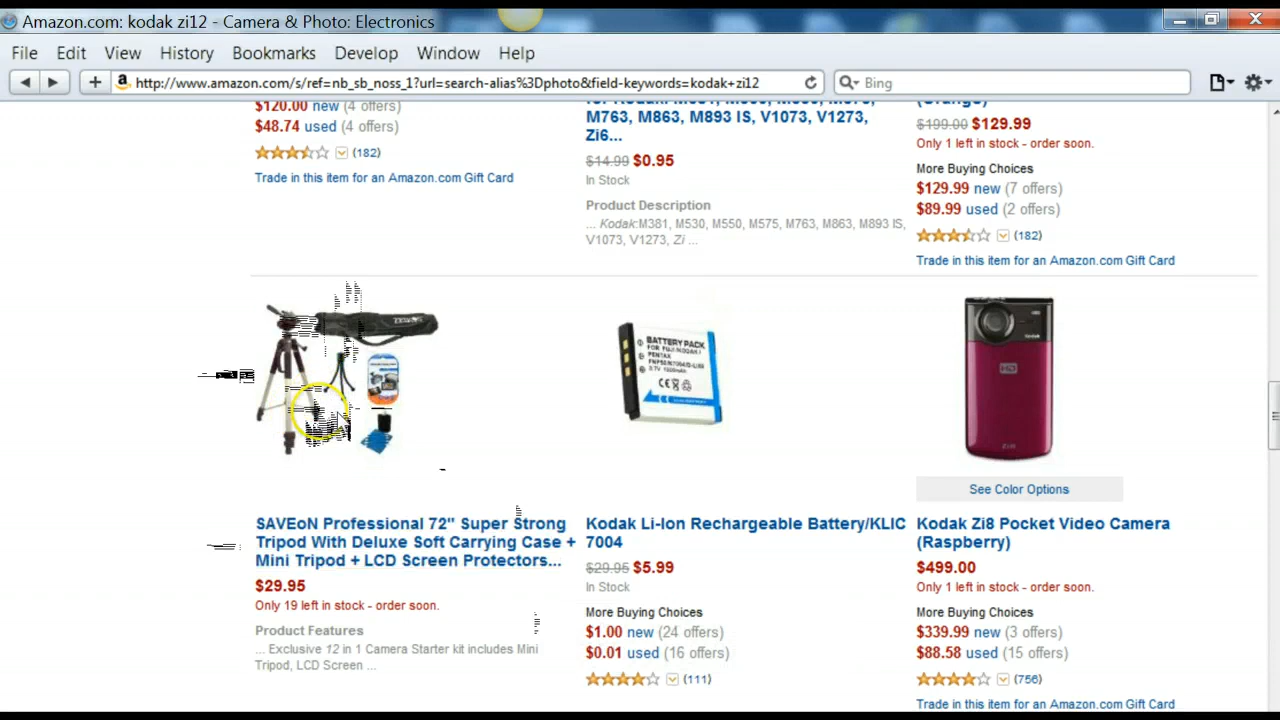 Amazon.com: kodak zi12 - Camera & Photo: Electronics
File Edit View History Bookmarks Develop Window Help
http://www.amazon.com/s/ref=nb_sb_noss_1?url=search-alias%3Dphoto&field-keywords=kodak+zi12
Bing
$120.00 new (4 offers)
$48.74 used (4 offers)
(182)
Trade in this item for an Amazon.com Gift Card
M763, M863, M893 IS, V1073, V1273,
Zi6...
$14.99 $0.95
In Stock
Product Description
... Kodak:M381, M530, M550, M575, M763, M863, M893 IS,
V1073, V1273, Zi ...
(Orange)
$199.00 $129.99
Only 1 left in stock - order soon.
More Buying Choices
$129.99 new (7 offers)
$89.99 used (2 offers)
(182)
Trade in this item for an Amazon.com Gift Card
BATTERY PACK
HD
See Color Options
SAVEoN Professional 72" Super Strong
Tripod With Deluxe Soft Carrying Case +
Mini Tripod + LCD Screen Protectors...
$29.95
Only 19 left in stock - order soon.
Product Features
... Exclusive 12 in 1 Camera Starter kit includes Mini
Tripod, LCD Screen ...
Kodak Li-Ion Rechargeable Battery/KLIC
7004
$29.95 $5.99
In Stock
More Buying Choices
$1.00 new (24 offers)
$0.01 used (16 offers)
(111)
Kodak Zi8 Pocket Video Camera
(Raspberry)
$499.00
Only 1 left in stock - order soon.
More Buying Choices
$339.99 new (3 offers)
$88.58 used (15 offers)
(756)
Trade in this item for an Amazon.com Gift Card